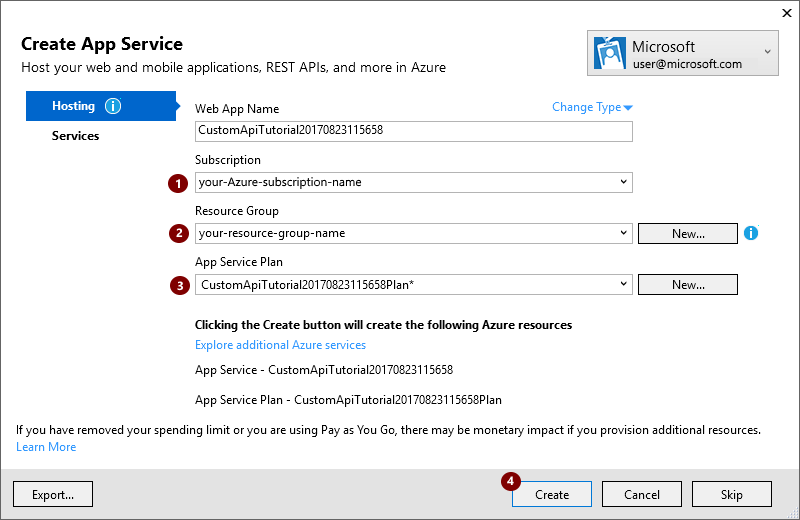 Create App Service
Host your web and mobile applications, REST APIs, and more in Azure
Microsoft
user@microsoft.com
Hosting
Services
Web App Name
Change Type
CustomApiTutorial20170823115658
Subscription
1
your-Azure-subscription-name
Resource Group
2
your-resource-group-name
New...
App Service Plan
3
CustomApiTutorial20170823115658Plan*
New...
Clicking the Create button will create the following Azure resources
Explore additional Azure services
App Service - CustomApiTutorial20170823115658
App Service Plan - CustomApiTutorial20170823115658Plan
If you have removed your spending limit or you are using Pay as You Go, there may be monetary impact if you provision additional resources.
Learn More
Export...
4
Create
Cancel
Skip